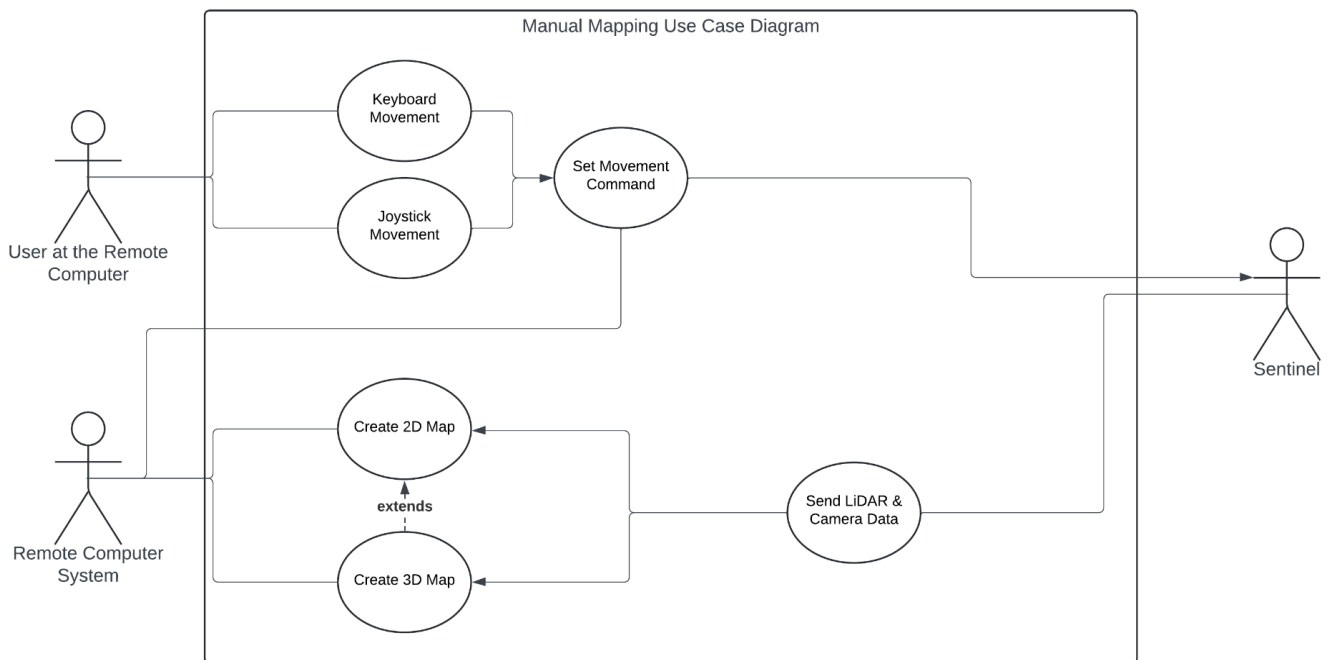 Manual Mapping Use Case Diagram
Keyboard
Movement
Set Movement
Command
Joystick
Movement
User at the Remote
Computer
Sentinel
Create 2D Map
extends
Send LiDAR &
Camera Data
Remote Computer
System
Create 3D Map